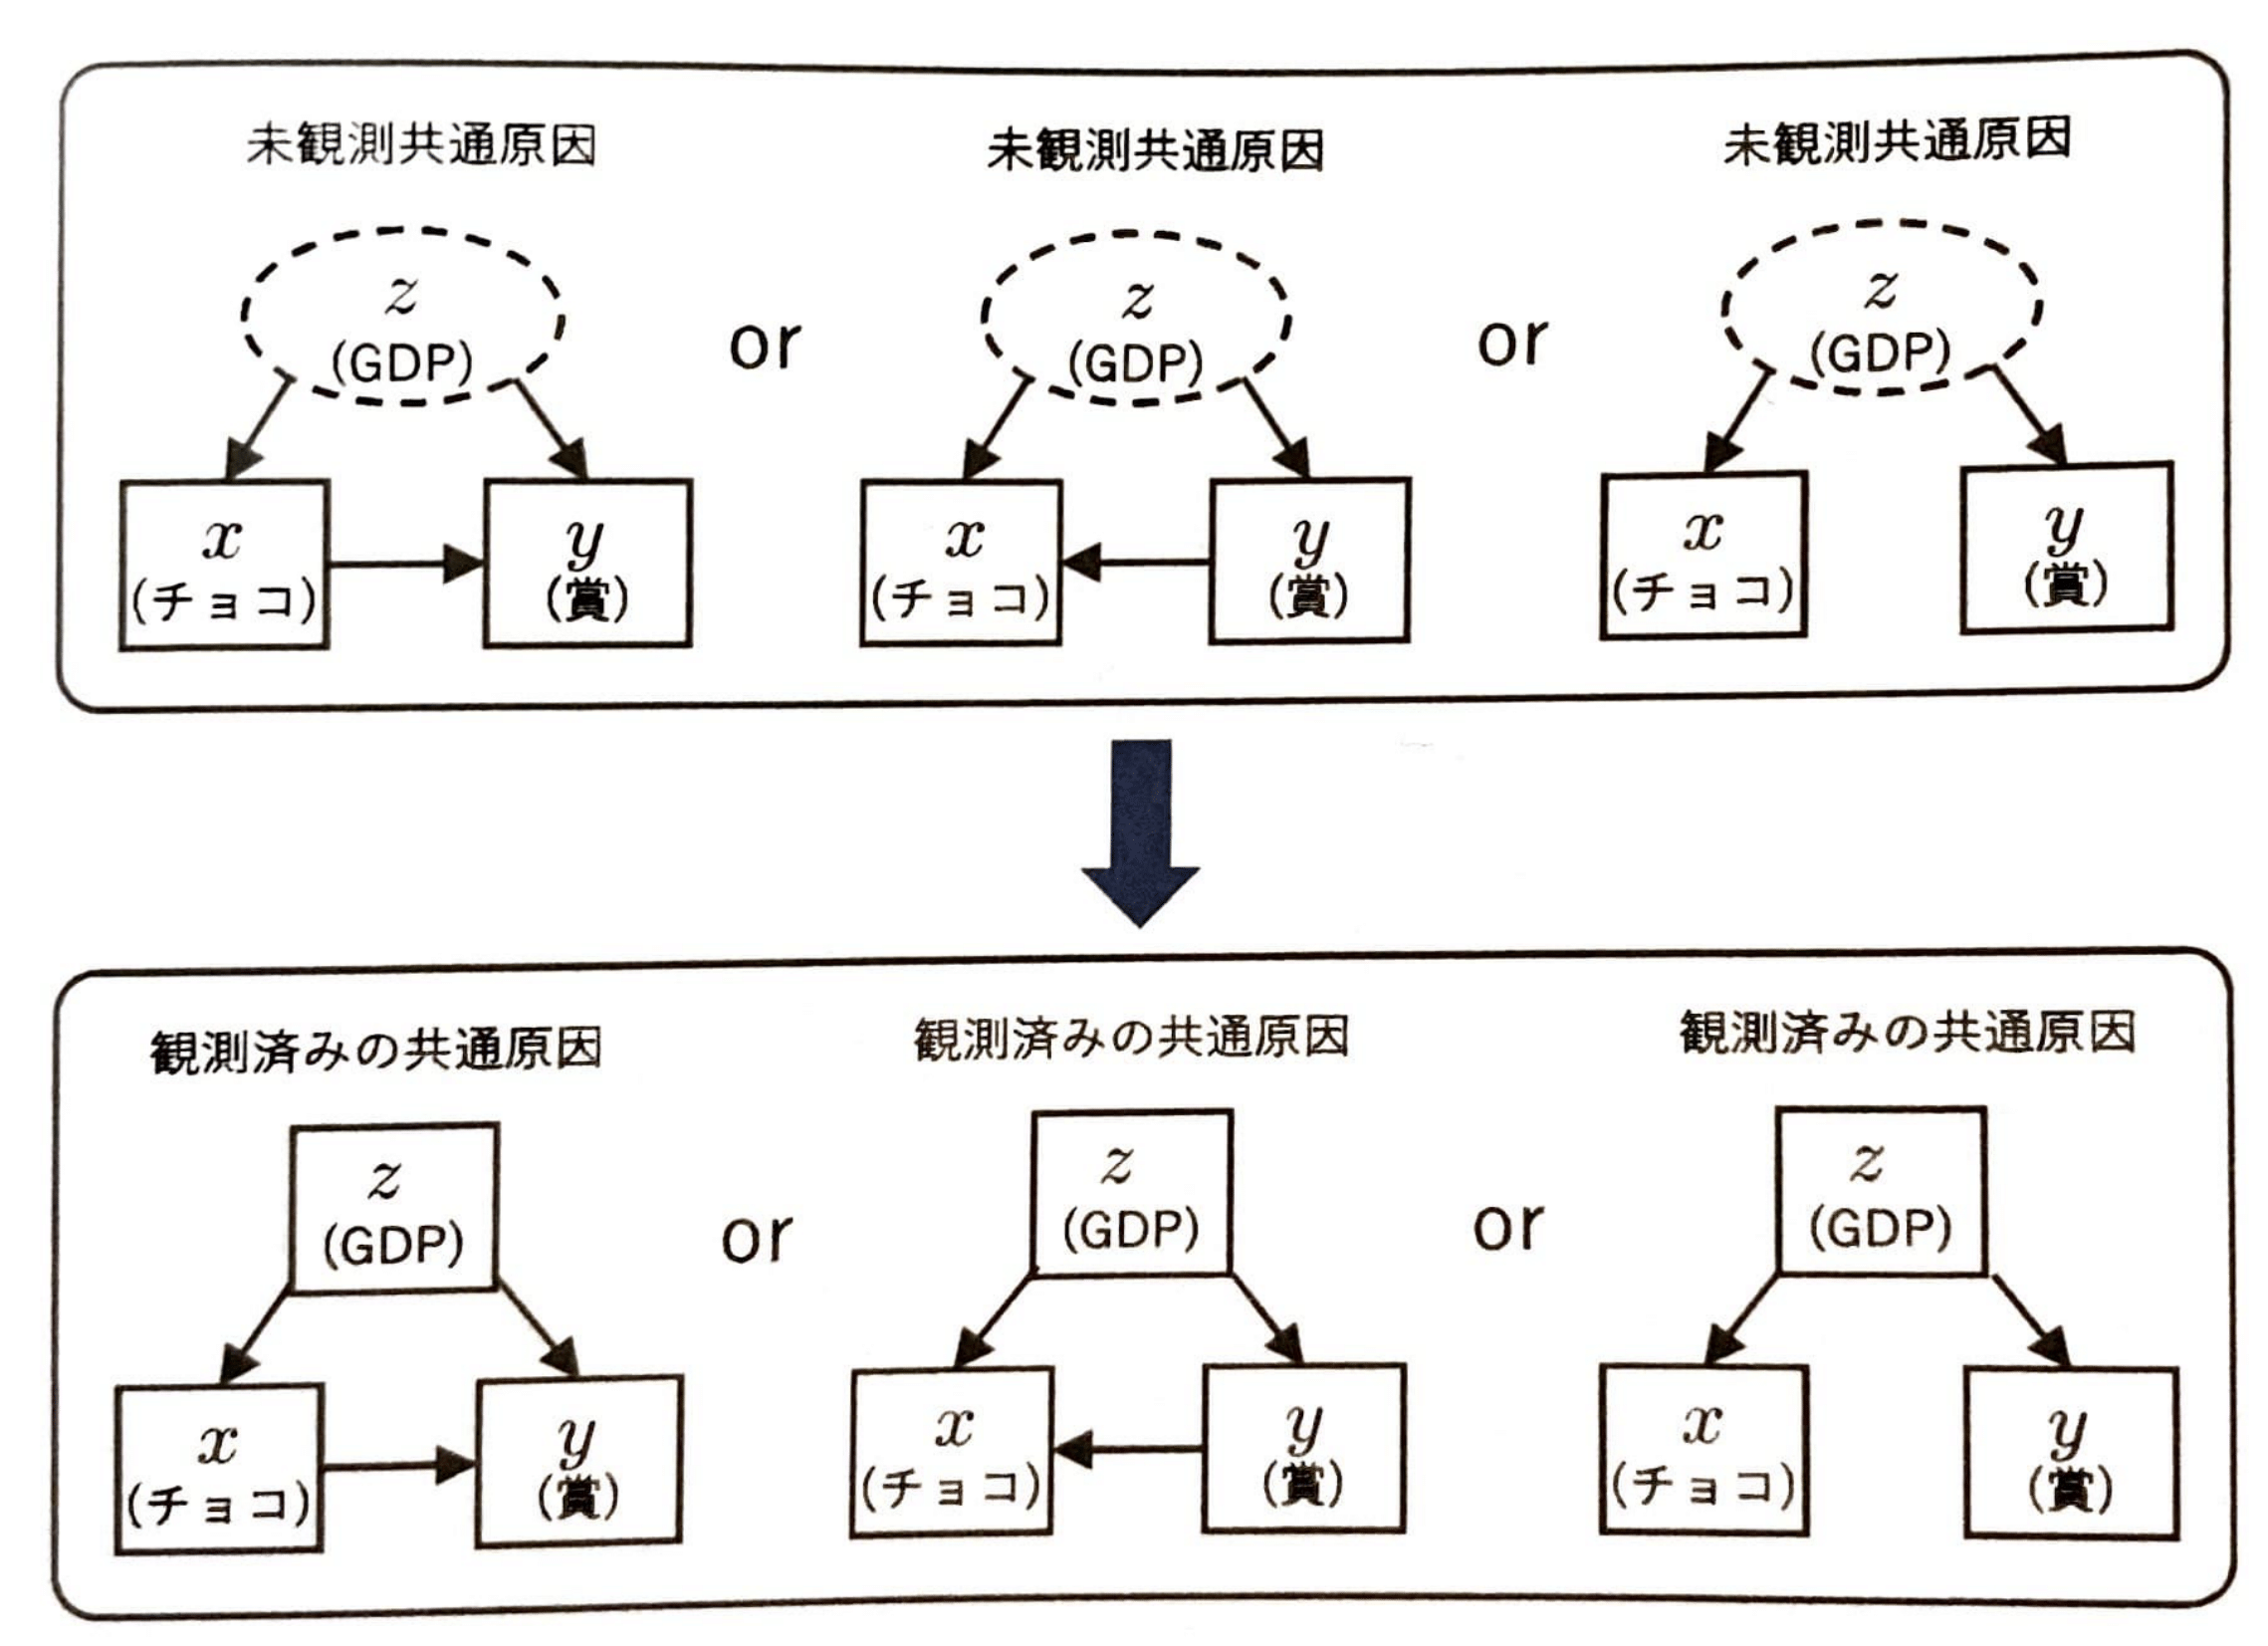 未観測共通原因
未観測共通原因
未観測共通原因
z
(GDP)
or
z
(GDP)
or
z
(GDP)
x
(チョコ)
y
(賞)
x
(チョコ)
y
(賞)
x
(チョコ)
y
(賞)
観測済みの共通原因
観測済みの共通原因
観測済みの共通原因
z
(GDP)
or
z
(GDP)
or
z
(GDP)
x
(チョコ)
y
(賞)
x
(チョコ)
y
(賞)
x
(チョコ)
y
(賞)